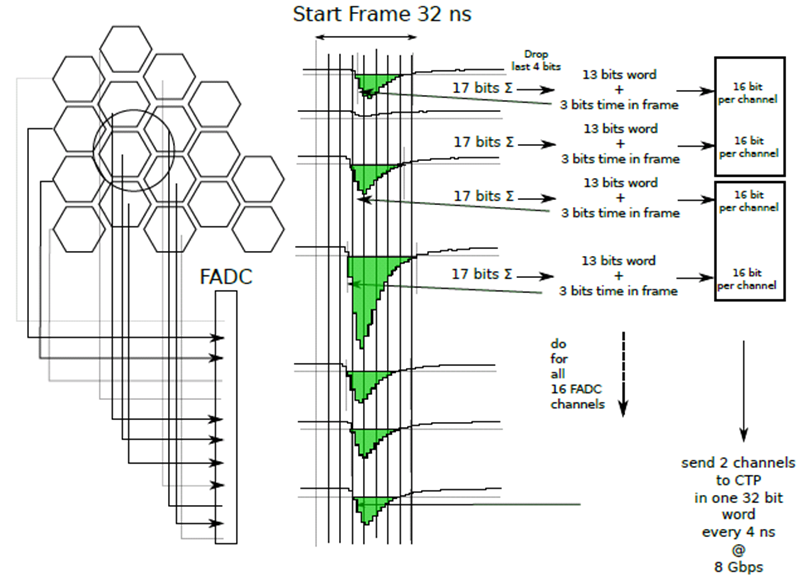 Start Frame 32 ns
Drop
last 4 bits
17 bits Σ
13 bits word
+
3 bits time in frame
16 bit
per channel
17 bits Σ
13 bits word
+
3 bits time in frame
16 bit
per channel
17 bits Σ
13 bits word
+
3 bits time in frame
16 bit
per channel
17 bits Σ
13 bits word
+
3 bits time in frame
16 bit
per channel
FADC
do
for
all
16 FADC
channels
send 2 channels
to CTP
in one 32 bit
word
every 4 ns
@
8 Gbps